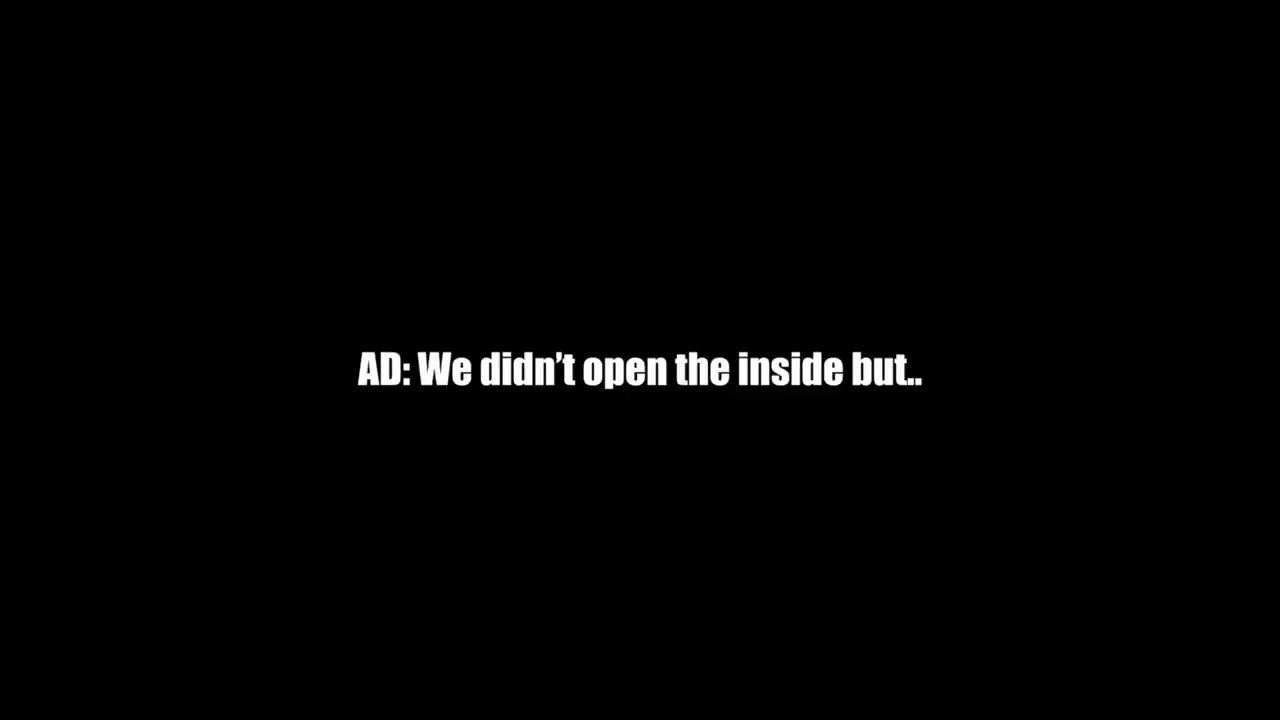 AD: We didn’t open the inside but..